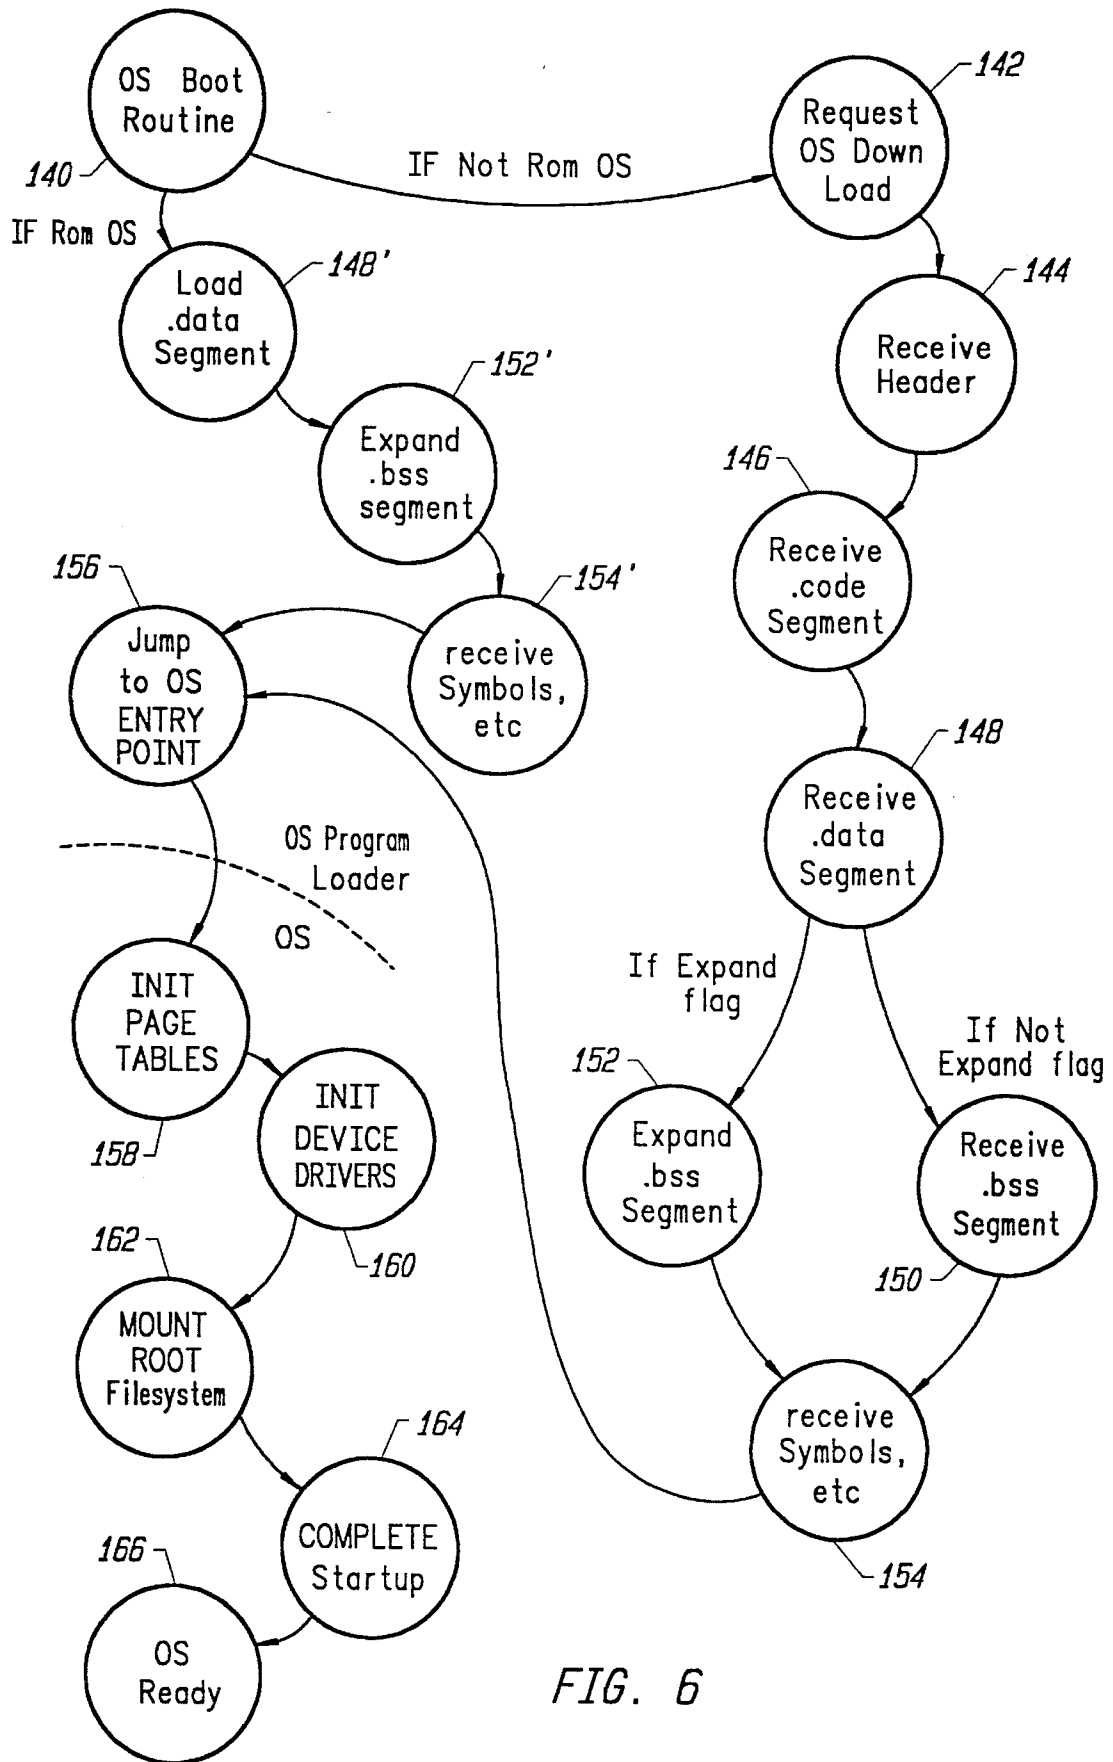 OS Boot
Routine
140
IF Not Rom OS
Request
OS Down
Load
142
IF Rom OS
Load
.data
Segment
148'
Receive
Header
144
Expand
.bss
segment
152'
Receive
.code
Segment
146
receive
Symbols,
etc
154'
Jump
to OS
ENTRY
POINT
156
Receive
.data
Segment
148
OS Program
Loader
OS
If Expand
flag
If Not
Expand flag
INIT
PAGE
TABLES
158
INIT
DEVICE
DRIVERS
160
Expand
.bss
Segment
152
Receive
.bss
Segment
150
MOUNT
ROOT
Filesystem
162
receive
Symbols,
etc
154
COMPLETE
Startup
164
OS
Ready
166
FIG. 6